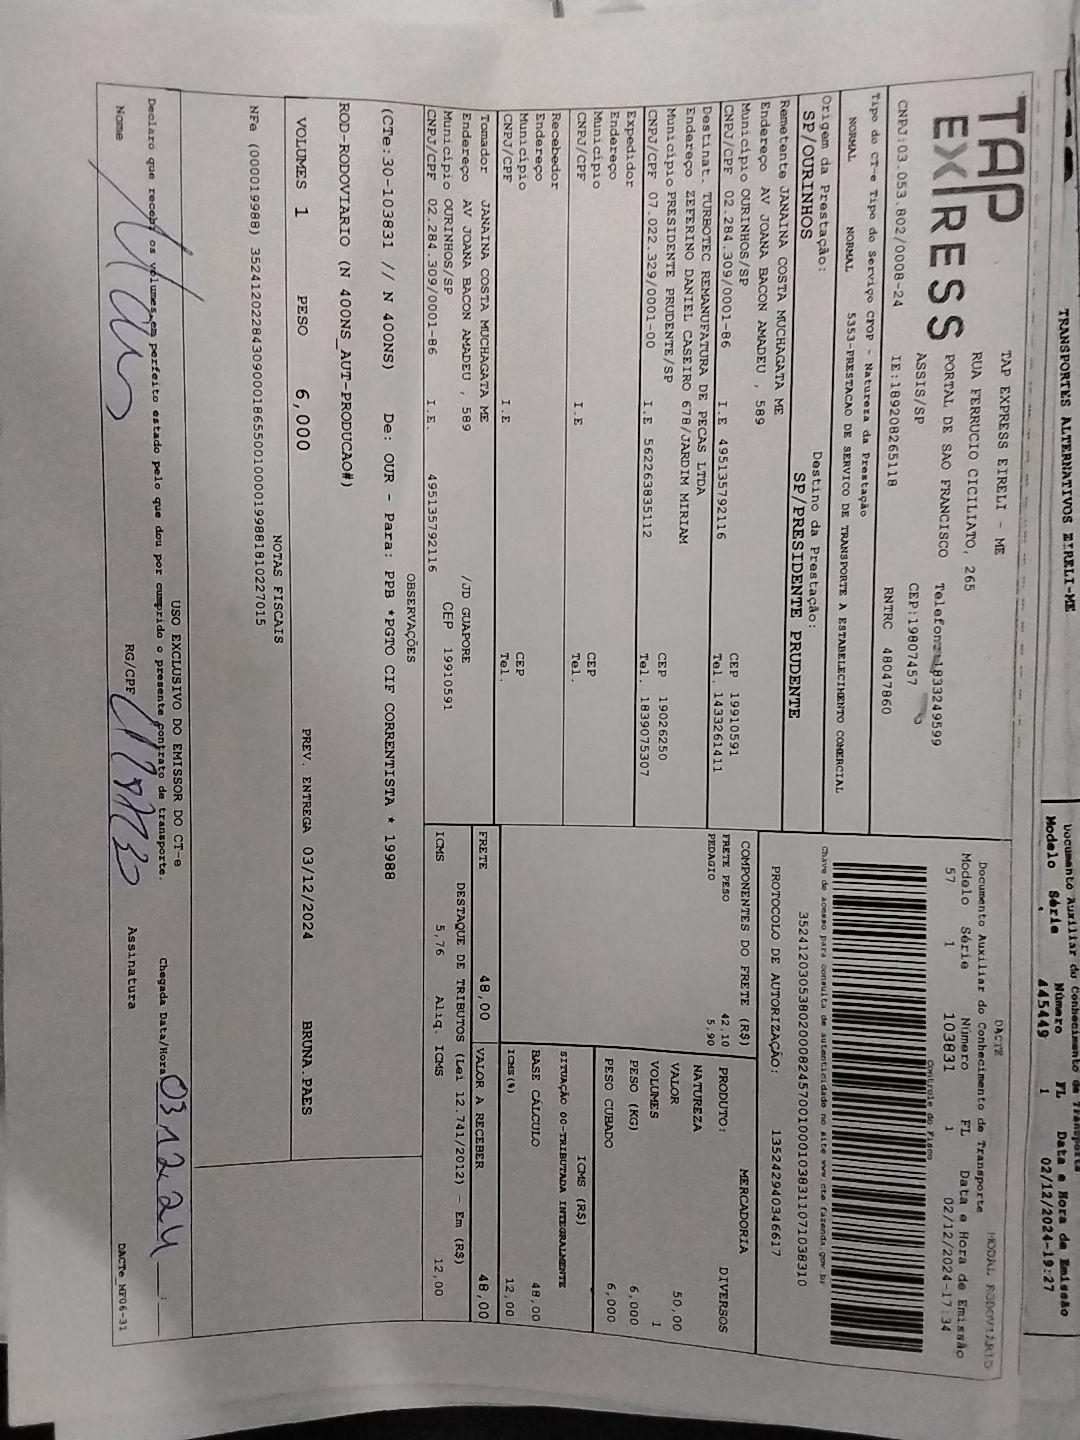 TRANSPORTES ALTERNATIVOS EIRELI-ME
Documento Auxiliar do Conhecimento de Transporte
Modelo Série Número FL Data e Hora de Emissão
445449 1 02/12/2024-19:27
TAP
EXPRESS
TAP EXPRESS EIRELI - ME
RUA FERRUCIO CICILIATO, 265
PORTAL DE SAO FRANCISCO Telefone:1833249599
ASSIS/SP CEP:19807457
CNPJ:03.053.802/0008-24 IE:189208265118 RNTRC 48047860
DACTE MODAL RODOVIARIO
Documento Auxiliar do Conhecimento de Transporte
Modelo Série Número FL Data e Hora de Emissão
57 1 103831 1 02/12/2024-17:34
Controle do Fisco
Chave de acesso para consulta de autenticidade no site www.cte.fazenda.gov.br
PROTOCOLO DE AUTORIZAÇÃO: 135242940346617
Tipo do CT-e Tipo do Serviço CFOP - Natureza da Prestação
NORMAL NORMAL 5353-PRESTACAO DE SERVICO DE TRANSPORTE A ESTABELECIMENTO COMERCIAL
Origem da Prestação: Destino da Prestação:
SP/OURINHOS SP/PRESIDENTE PRUDENTE
Remetente JANAINA COSTA MUCHAGATA ME
Endereço AV JOANA BACON AMADEU , 589
Município OURINHOS/SP CEP 19910591
CNPJ/CPF 02.284.309/0001-86 I.E 495135792116 Tel. 1433261411
Destinat. TURBOTEC REMANUFATURA DE PECAS LTDA
Endereço ZEFERINO DANIEL CASEIRO 678/JARDIM MIRIAM
Município PRESIDENTE PRUDENTE/SP CEP 19026250
CNPJ/CPF 07.022.329/0001-00 I.E 562263835112 Tel. 1839075307
Expedidor
Endereço
Município CEP
CNPJ/CPF I.E Tel.
Recebedor
Endereço
Município CEP
CNPJ/CPF I.E Tel.
Tomador JANAINA COSTA MUCHAGATA ME
Endereço AV JOANA BACON AMADEU , 589 /JD GUAPORE
Município OURINHOS/SP CEP 19910591
CNPJ/CPF 02.284.309/0001-86 I.E. 495135792116
COMPONENTES DO FRETE (R$)
FRETE PESO 42,10
PEDAGIO 5,90
MERCADORIA
PRODUTO: DIVERSOS
NATUREZA
VALOR 50,00
VOLUMES 1
PESO (KG) 6,000
PESO CUBADO 6,000
ICMS (R$)
SITUAÇÃO 00-TRIBUTADA INTEGRALMENTE
BASE CÁLCULO 48,00
ICMS(%) 12,00
FRETE 48,00 VALOR A RECEBER 48,00
DESTAQUE DE TRIBUTOS (Lei 12.741/2012) - Em (R$)
ICMS 5,76 Aliq. ICMS 12,00
OBSERVAÇÕES
(CTe:30-103831 // N 400NS) De: OUR - Para: PPB *PGTO CIF CORRENTISTA * 19988
ROD-RODOVIARIO (N 400NS_AUT-PRODUCAO#)
VOLUMES 1 PESO 6,000 PREV. ENTREGA 03/12/2024 BRUNA.PAES
NOTAS FISCAIS
NFe (000019988)
USO EXCLUSIVO DO EMISSOR DO CT-e
Declaro que recebi os volumes em perfeito estado pelo que dou por cumprido o presente contrato de transporte. Chegada Data/Hora 03 12 24 :
Nome RG/CPF Assinatura
DACTe_MF06-31